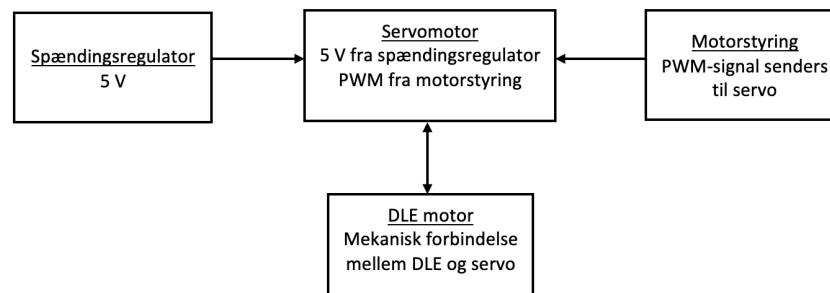 Spændingsregulator
5 V
Servomotor
5 V fra spændingsregulator
PWM fra motorstyring
Motorstyring
PWM-signal senders
til servo
DLE motor
Mekanisk forbindelse
mellem DLE og servo